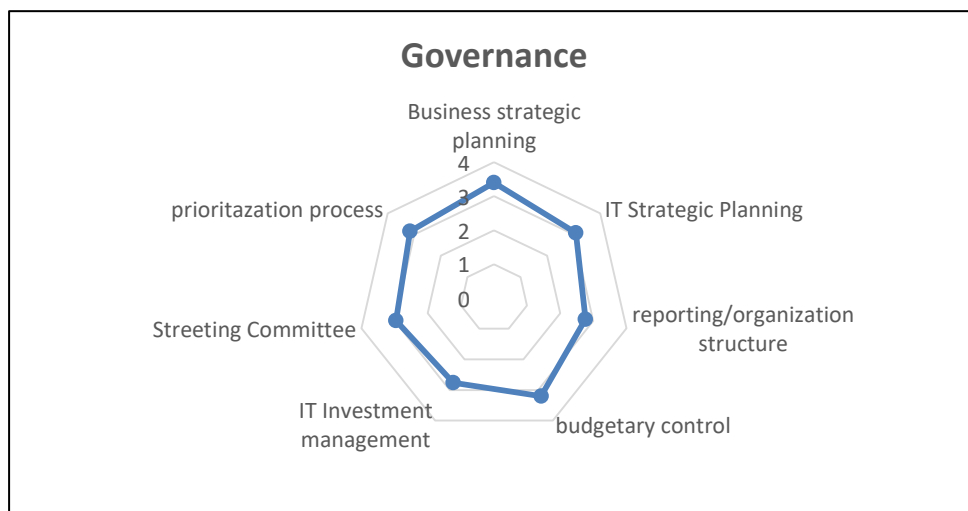 Governance
Business strategic
planning
4
3
2
1
0
IT Strategic Planning
reporting/organization
structure
budgetary control
IT Investment
management
Streeting Committee
prioritazation process